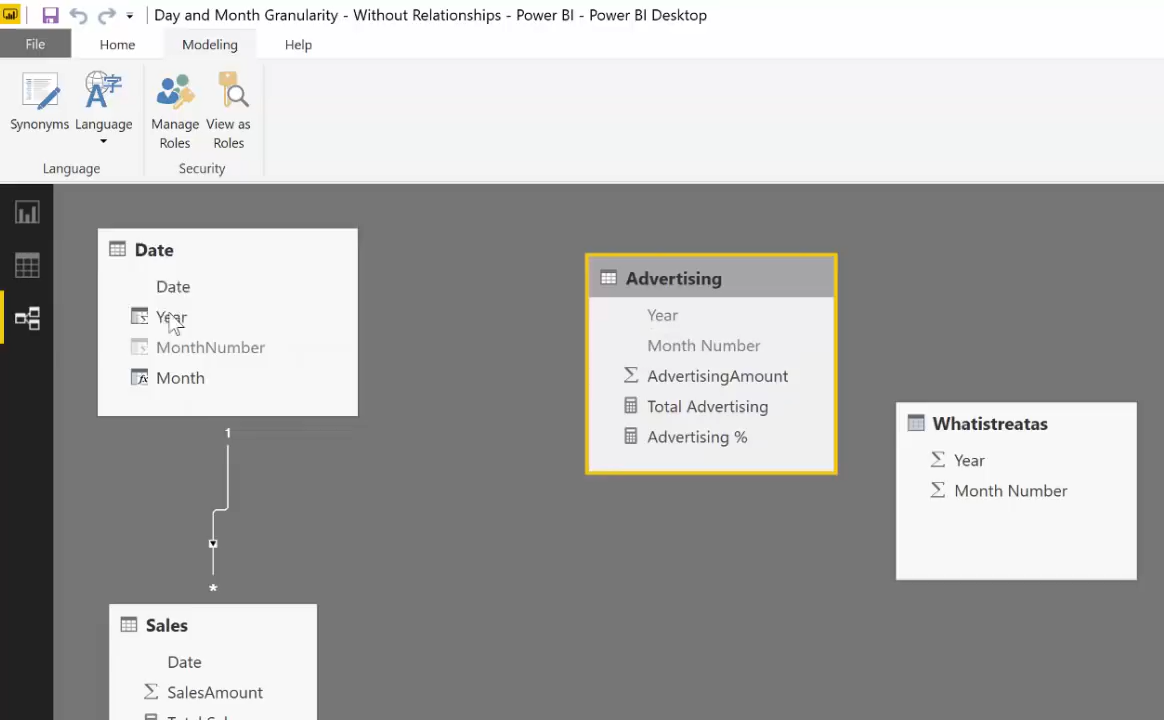 Day and Month Granularity - Without Relationships - Power BI - Power BI Desktop
File Home Modeling Help
Synonyms Language Manage Roles View as Roles
Language Security
Date
Date
Year
MonthNumber
Month
1
*
Advertising
Year
Month Number
AdvertisingAmount
Total Advertising
Advertising %
Whatistreatas
Year
Month Number
Sales
Date
SalesAmount